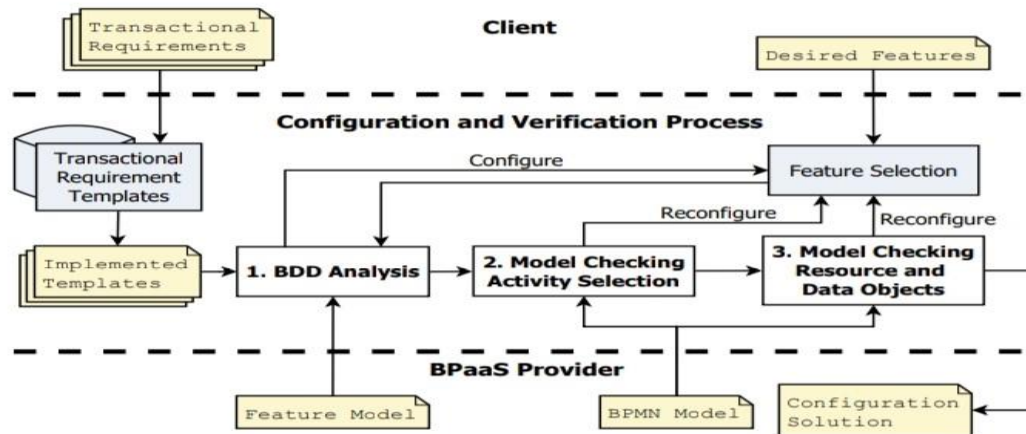 Transactional
Requirements
Client
Desired Features
Configuration and Verification Process
Transactional
Requirement
Templates
Configure
Feature Selection
Reconfigure
Reconfigure
Implemented
Templates
1. BDD Analysis
2. Model Checking
Activity Selection
3. Model Checking
Resource and
Data Objects
BPaaS Provider
Feature Model
BPMN Model
Configuration
Solution